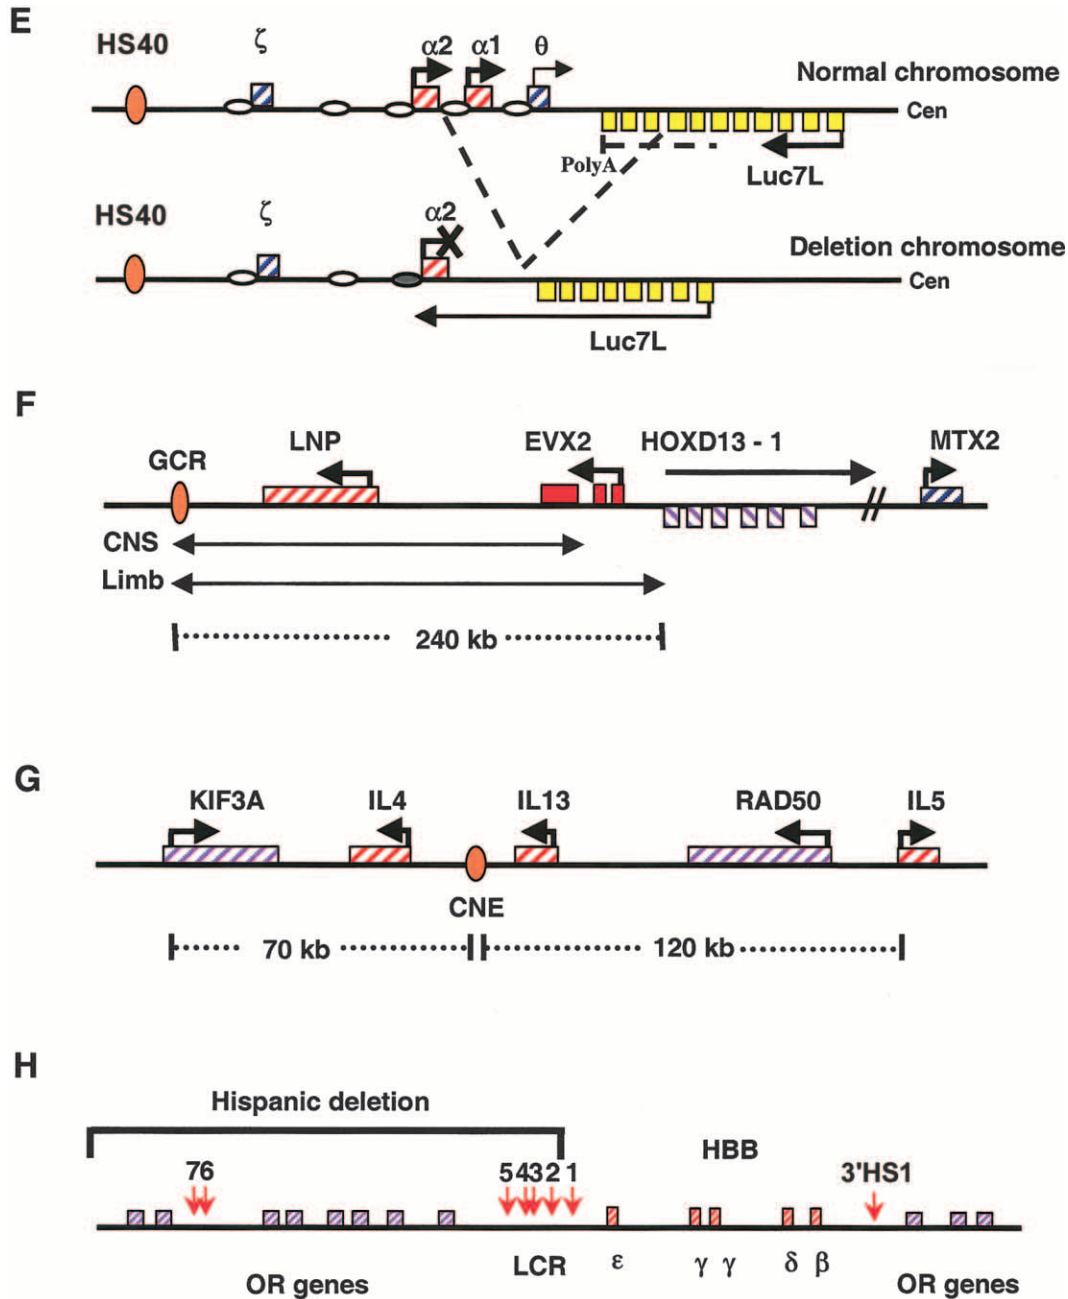 E
HS40 ζ α2 α1 θ
Normal chromosome
Cen
PolyA
Luc7L
HS40 ζ α2
Deletion chromosome
Cen
Luc7L
F
GCR LNP EVX2 HOXD13 - 1 MTX2
CNS
Limb
240 kb
G
KIF3A IL4 IL13 RAD50 IL5
CNE
70 kb 120 kb
H
Hispanic deletion
HBB
76 5432 1 3'HS1
LCR ε γ γ δ β
OR genes OR genes